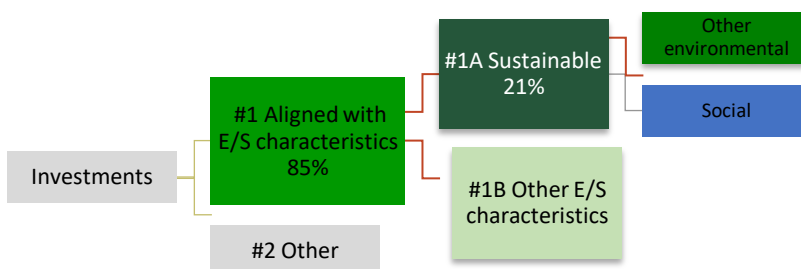 Investments
#1 Aligned with
E/S characteristics
85%
#2 Other
#1A Sustainable
21%
#1B Other E/S
characteristics
Other
environmental
Social